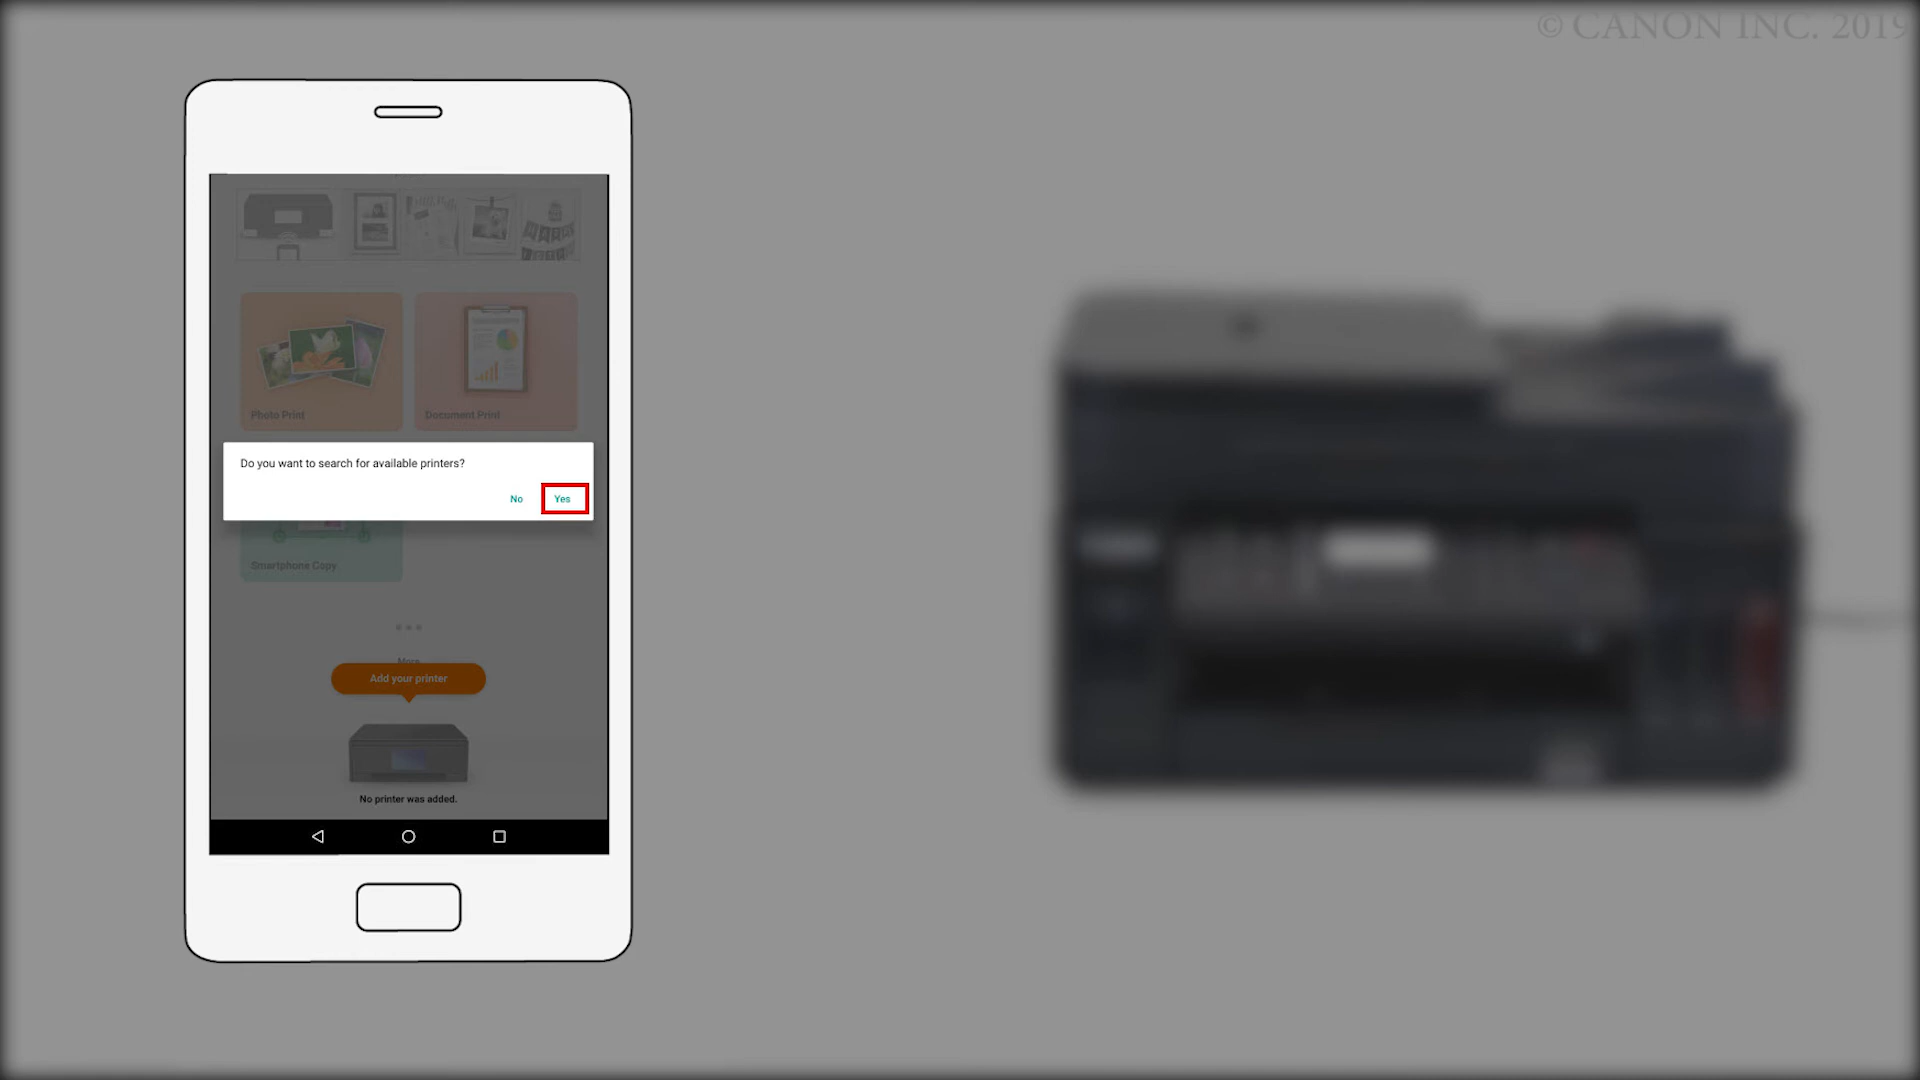 © CANON INC. 2019
Photo Print
Document Print
Do you want to search for available printers?
No
Yes
Smartphone Copy
More
Add your printer
No printer was added.